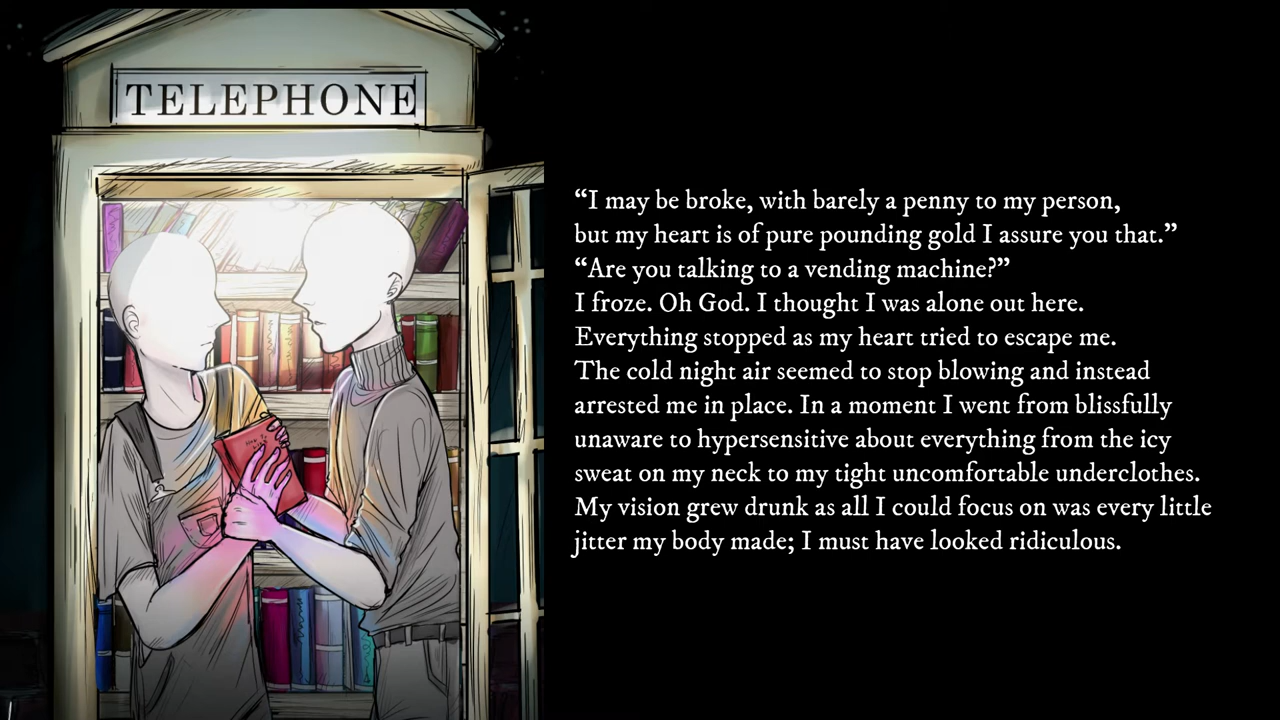 TELEPHONE
“I may be broke, with barely a penny to my person,
but my heart is of pure pounding gold I assure you that.”
“Are you talking to a vending machine?”
I froze. Oh God. I thought I was alone out here.
Everything stopped as my heart tried to escape me.
The cold night air seemed to stop blowing and instead
arrested me in place. In a moment I went from blissfully
unaware to hypersensitive about everything from the icy
sweat on my neck to my tight uncomfortable underclothes.
My vision grew drunk as all I could focus on was every little
jitter my body made; I must have looked ridiculous.